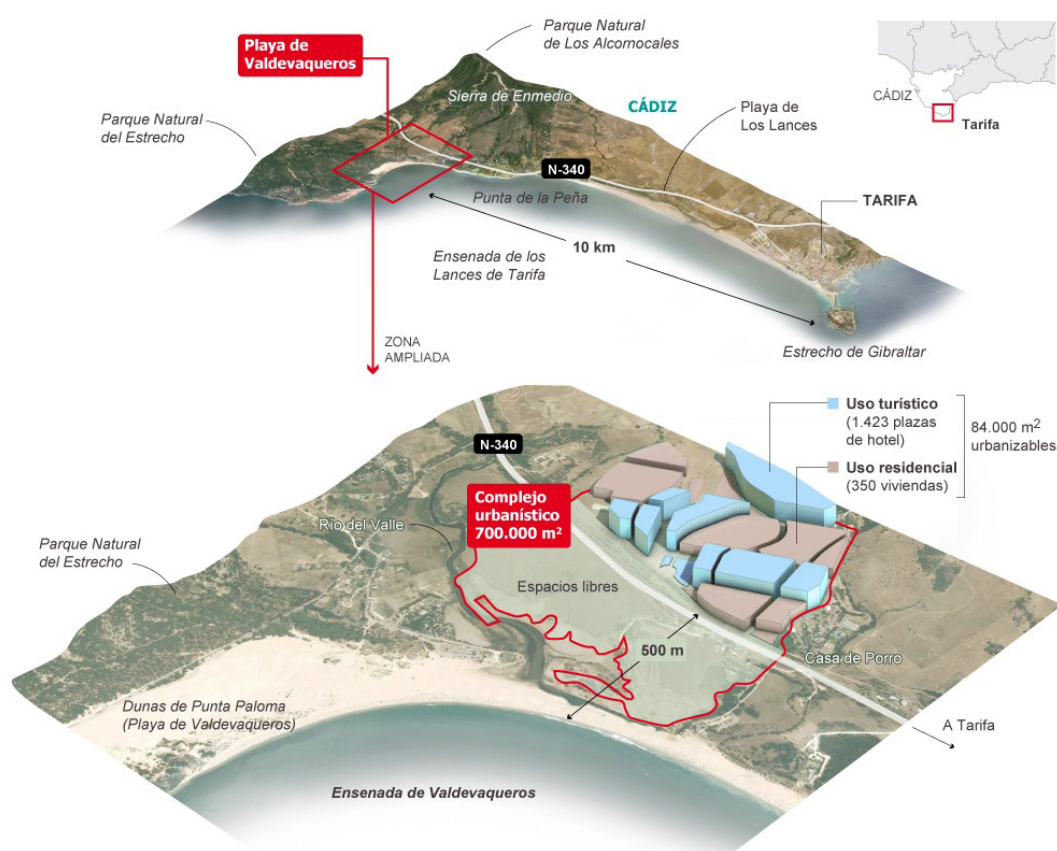 Parque Natural
de Los Alcornocales
Playa de
Valdevaqueros
Sierra de Enmedio
CÁDIZ
Playa de
Los Lances
CÁDIZ
Tarifa
Parque Natural
del Estrecho
N-340
Punta de la Peña
TARIFA
10 km
Ensenada de los
Lances de Tarifa
Estrecho de Gibraltar
ZONA
AMPLIADA
Uso turístico
(1.423 plazas
de hotel)
84.000 m²
urbanizables
Uso residencial
(350 viviendas)
N-340
Complejo
urbanístico
700.000 m²
Río del Valle
Parque Natural
del Estrecho
Espacios libres
500 m
Casa de Porro
Dunas de Punta Paloma
(Playa de Valdevaqueros)
A Tarifa
Ensenada de Valdevaqueros